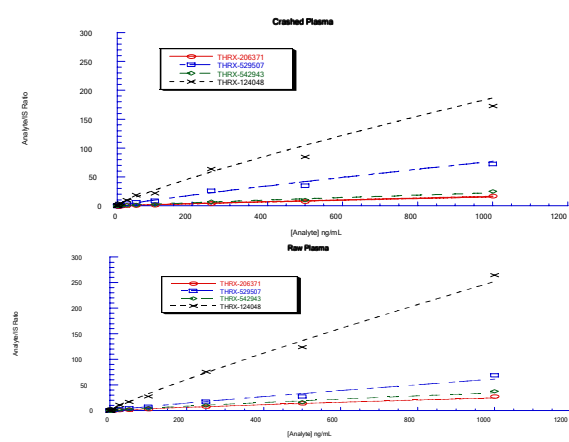 Crashed Plasma
300
250
200
150
100
50
0
Analyte/IS Ratio
THRX-206371
THRX-529507
THRX-542943
THRX-124048
0 200 400 600 800 1000 1200
[Analyte] ng/mL
Raw Plasma
300
250
200
150
100
50
0
Analyte/IS Ratio
THRX-206371
THRX-529507
THRX-542943
THRX-124048
0 200 400 600 800 1000 1200
[Analyte] ng/mL